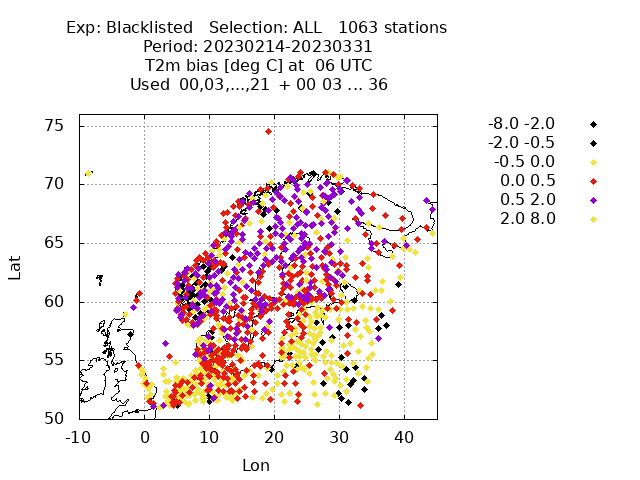 Exp: Blacklisted   Selection: ALL   1063 stations
Period: 20230214-20230331
T2m bias [deg C] at  06 UTC
Used  00,03,...,21  + 00 03 ... 36
-8.0 -2.0
-2.0 -0.5
-0.5 0.0
0.0 0.5
0.5 2.0
2.0 8.0
75
70
65
60
55
50
Lat
-10 0 10 20 30 40
Lon